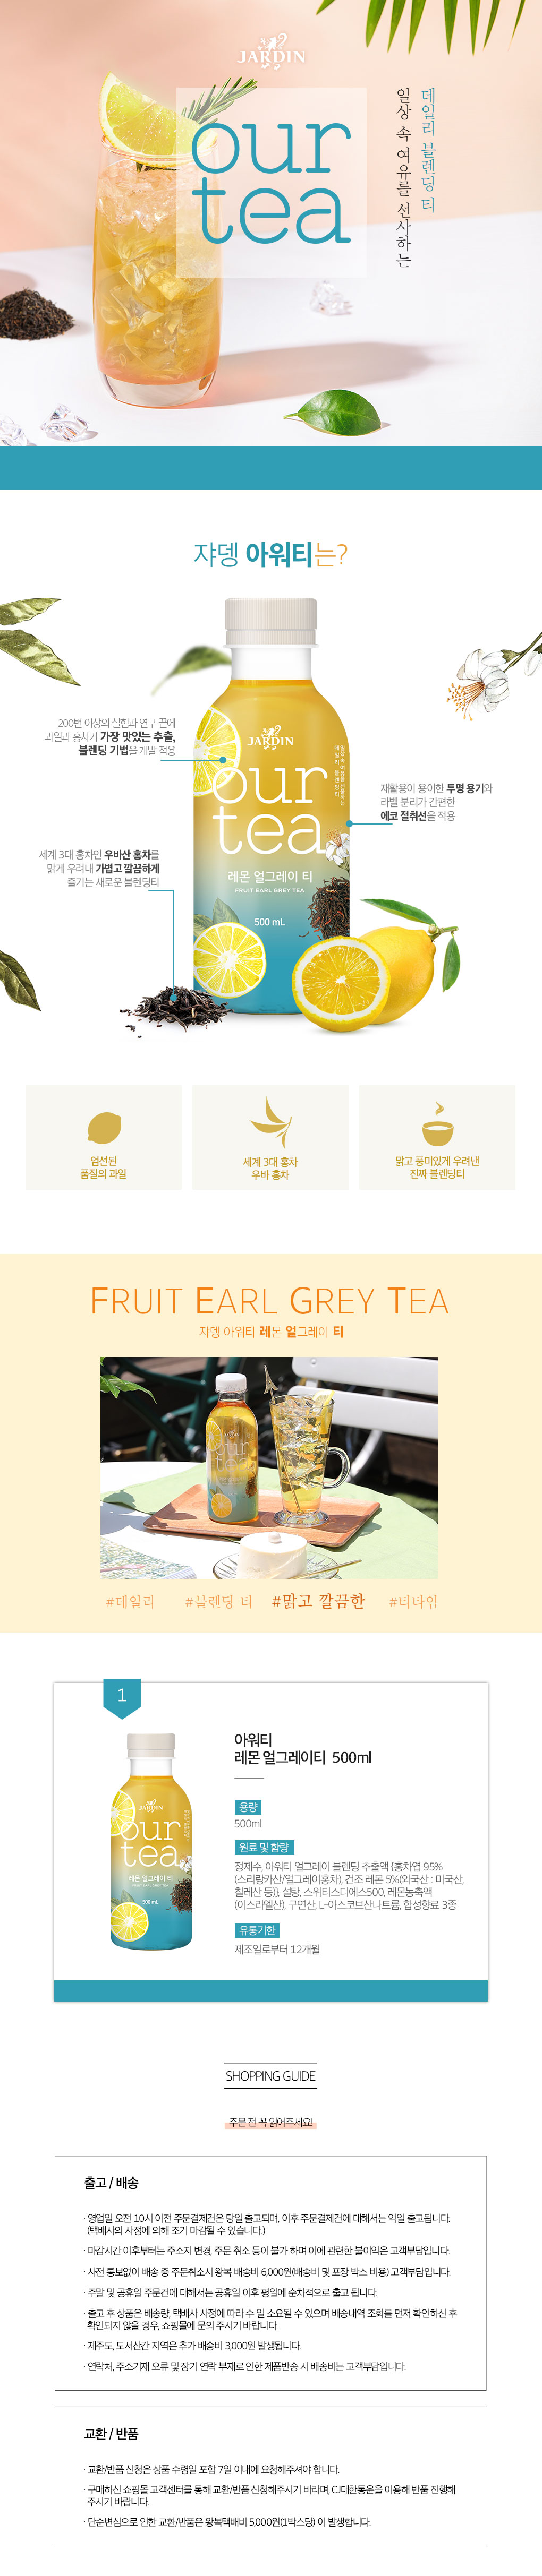 JARDIN
our
tea
데일리 블렌딩 티
일상 속 여유를 선사하는
쟈뎅 아워티는?
200번 이상의 실험과 연구 끝에
과일과 홍차가 가장 맛있는 추출,
블렌딩 기법을 개발 적용
재활용이 용이한 투명 용기와
라벨 분리가 간편한
에코 절취선을 적용
세계 3대 홍차인 우바산 홍차를
맑게 우려내 가볍고 깔끔하게
즐기는 새로운 블렌딩티
JARDIN
our
tea
일상 속 여유를 선물하는
데일리 블렌딩 티
레몬 얼그레이 티
FRUIT EARL GREY TEA
500 mL
엄선된
품질의 과일
세계 3대 홍차
우바 홍차
맑고 풍미있게 우려낸
진짜 블렌딩티
FRUIT EARL GREY TEA
쟈뎅 아워티 레몬 얼그레이 티
our
tea
#데일리 #블렌딩 티 #맑고 깔끔한 #티타임
1
JARDIN
our
tea
레몬 얼그레이 티
FRUIT EARL GREY TEA
500 mL
아워티
레몬 얼그레이티 500ml
용량
500ml
원료 및 함량
정제수, 아워티 얼그레이 블렌딩 추출액 {홍차엽 95%
(스리랑카산/얼그레이홍차), 건조 레몬 5%(외국산 : 미국산,
칠레산 등)}, 설탕, 스위티스디에스500, 레몬농축액
(이스라엘산), 구연산, L-아스코브산나트륨, 합성향료 3종
유통기한
제조일로부터 12개월
SHOPPING GUIDE
주문 전 꼭 읽어주세요!
출고 / 배송
· 영업일 오전 10시 이전 주문결제건은 당일 출고되며, 이후 주문결제건에 대해서는 익일 출고됩니다.
(택배사의 사정에 의해 조기 마감될 수 있습니다.)
· 마감시간 이후부터는 주소지 변경, 주문 취소 등이 불가 하며 이에 관련한 불이익은 고객부담입니다.
· 사전 통보없이 배송 중 주문취소시 왕복 배송비 6,000원(배송비 및 포장 박스 비용) 고객부담입니다.
· 주말 및 공휴일 주문건에 대해서는 공휴일 이후 평일에 순차적으로 출고 됩니다.
· 출고 후 상품은 배송량, 택배사 사정에 따라 수 일 소요될 수 있으며 배송내역 조회를 먼저 확인하신 후
확인되지 않을 경우, 쇼핑몰에 문의 주시기 바랍니다.
· 제주도, 도서산간 지역은 추가 배송비 3,000원 발생됩니다.
· 연락처, 주소기재 오류 및 장기 연락 부재로 인한 제품반송 시 배송비는 고객부담입니다.
교환 / 반품
· 교환/반품 신청은 상품 수령일 포함 7일 이내에 요청해주셔야 합니다.
· 구매하신 쇼핑몰 고객센터를 통해 교환/반품 신청해주시기 바라며, CJ대한통운을 이용해 반품 진행해
주시기 바랍니다.
· 단순변심으로 인한 교환/반품은 왕복택배비 5,000원(1박스당) 이 발생합니다.